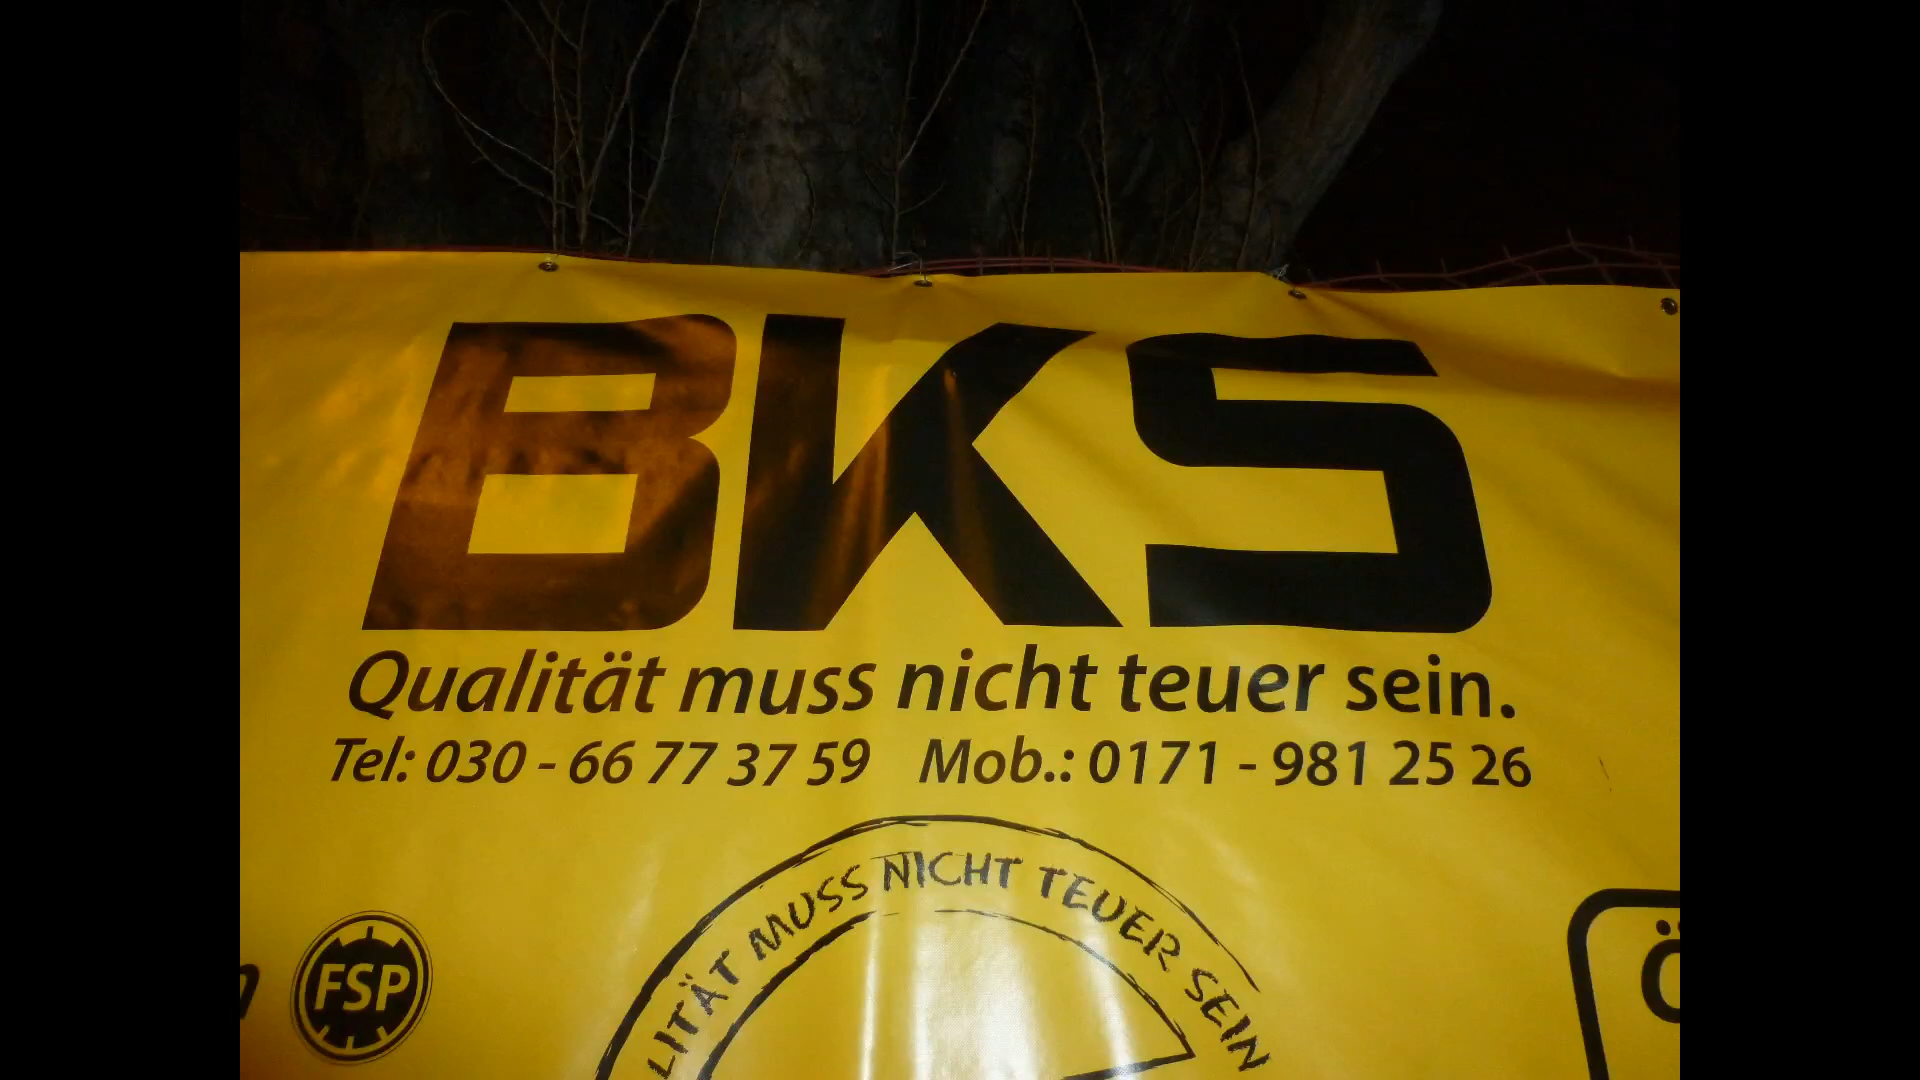 BKS
Qualität muss nicht teuer sein.
Tel: 030 - 66 77 37 59 Mob.: 0171 - 981 25 26
LITÄT MUSS NICHT TEUER SEIN
FSP